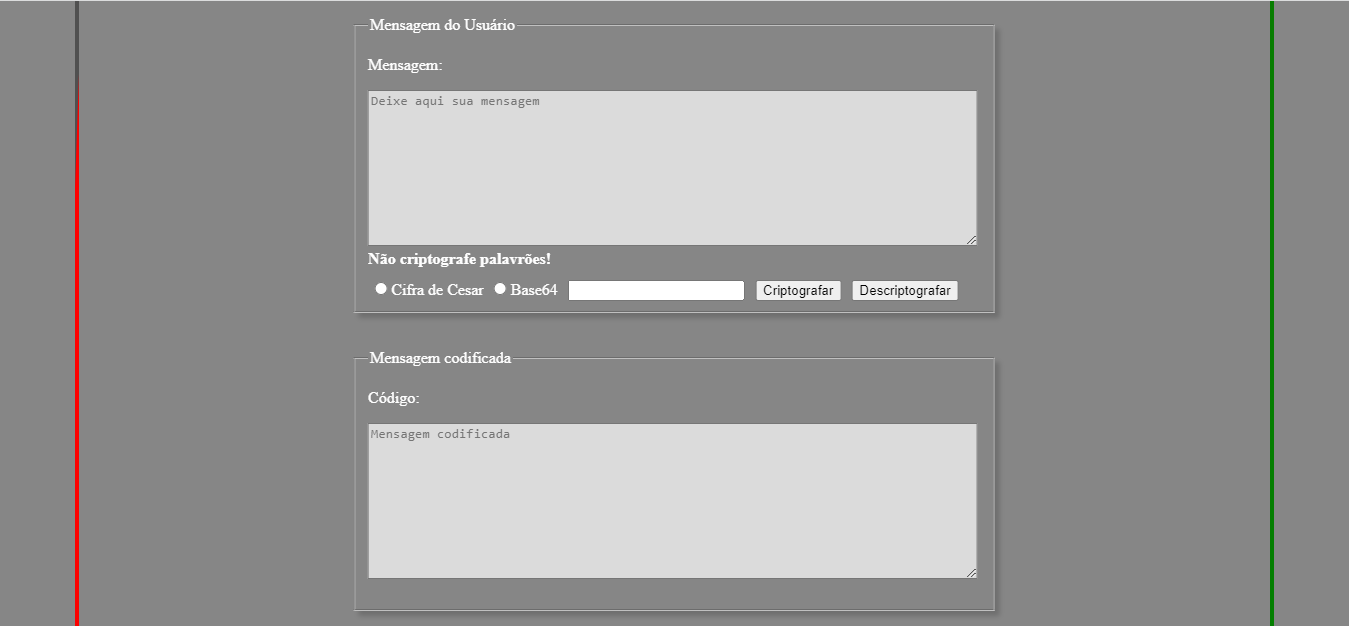 Mensagem do Usuário
Mensagem:
Deixe aqui sua mensagem
Não criptografe palavrões!
Cifra de Cesar Base64 Criptografar Descriptografar
Mensagem codificada
Código:
Mensagem codificada